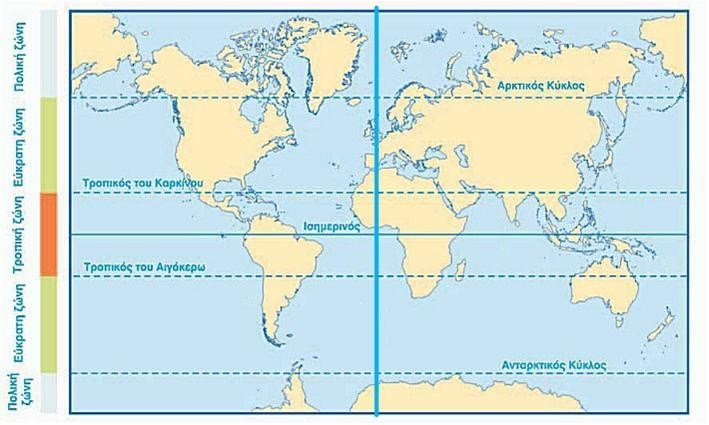 Πολική ζώνη
Εύκρατη ζώνη
Τροπική ζώνη
Εύκρατη ζώνη
Πολική
ζώνη
Αρκτικός Κύκλος
Τροπικός του Καρκίνου
Ισημερινός
Τροπικός του Αιγόκερω
Ανταρκτικός Κύκλος